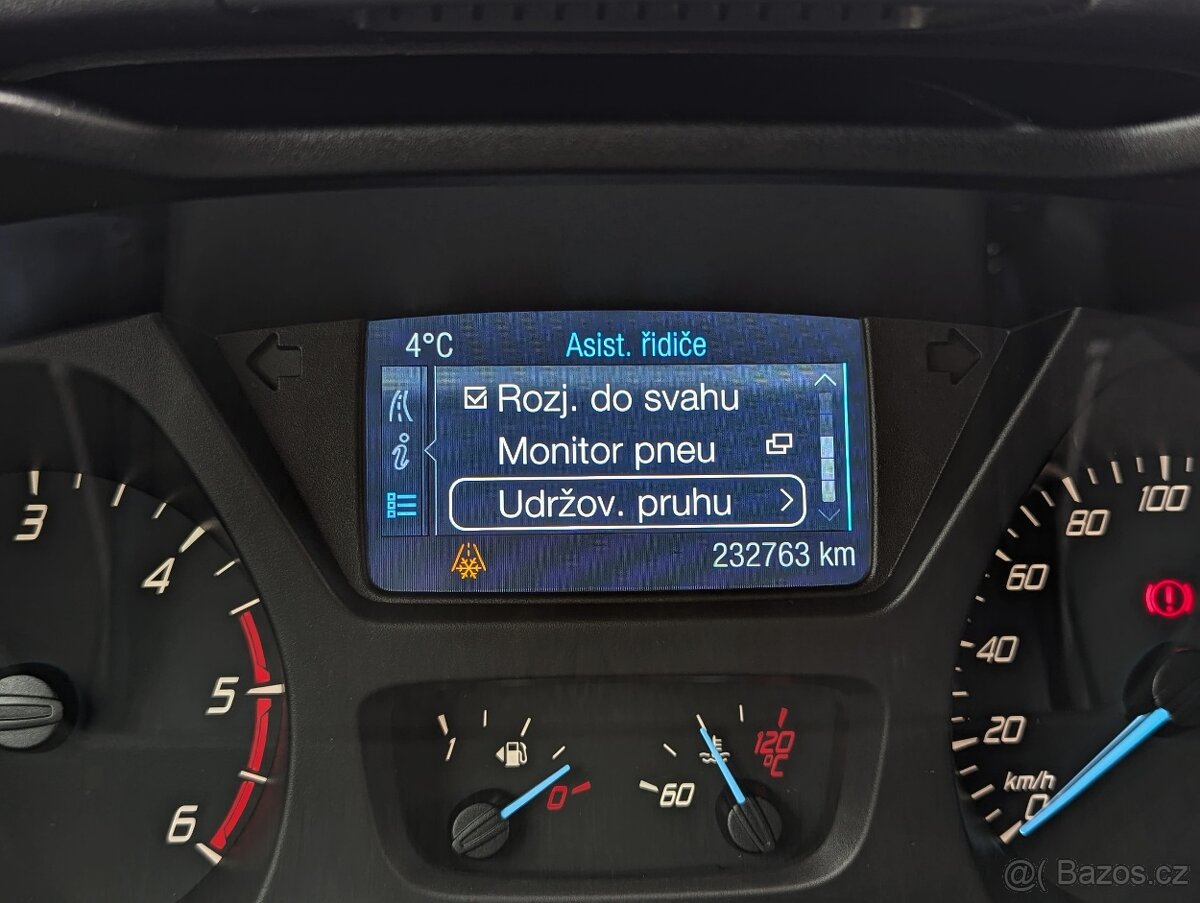 4°C Asist. řidiče
Rozj. do svahu
Monitor pneu
Udržov. pruhu
232763 km
3
4
5
6
1
0
60
120
°C
100
80
60
40
20
km/h
0
@( Bazos.cz